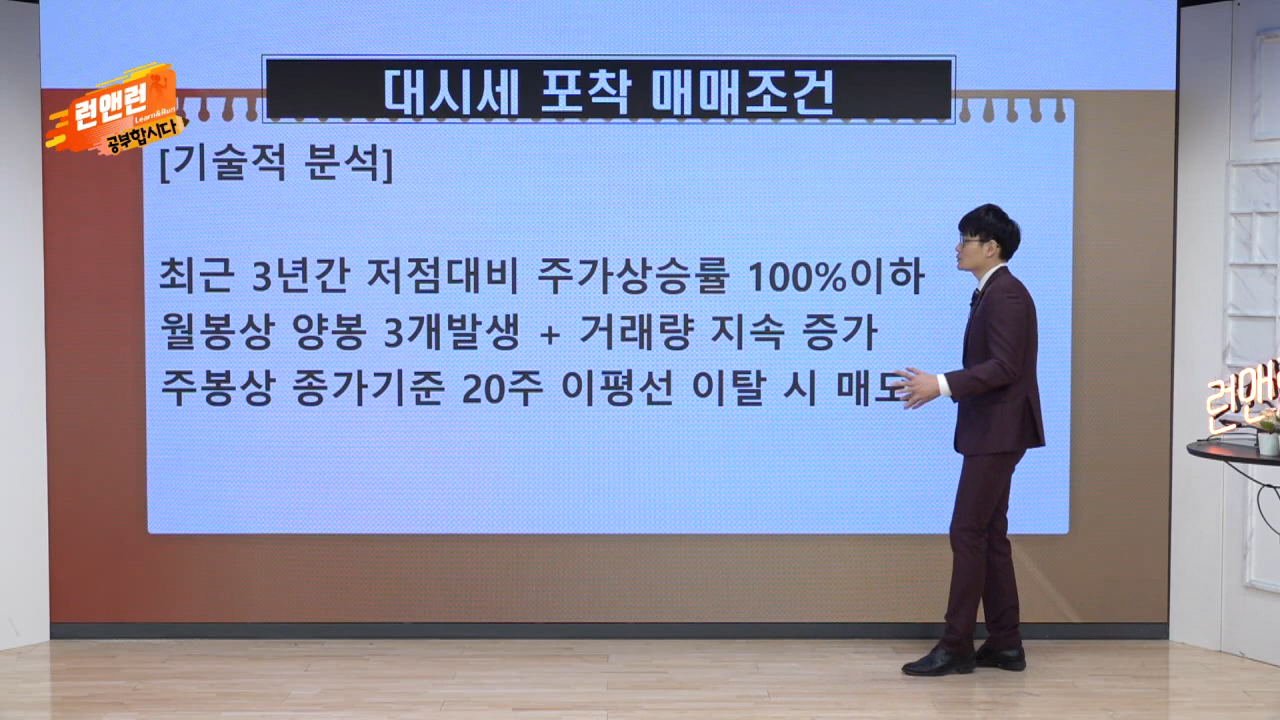 대시세 포착 매매조건
런앤런
Learn&Run
공부합시다
[기술적 분석]
최근 3년간 저점대비 주가상승률 100%이하
월봉상 양봉 3개발생 + 거래량 지속 증가
주봉상 종가기준 20주 이평선 이탈 시 매도
런앤